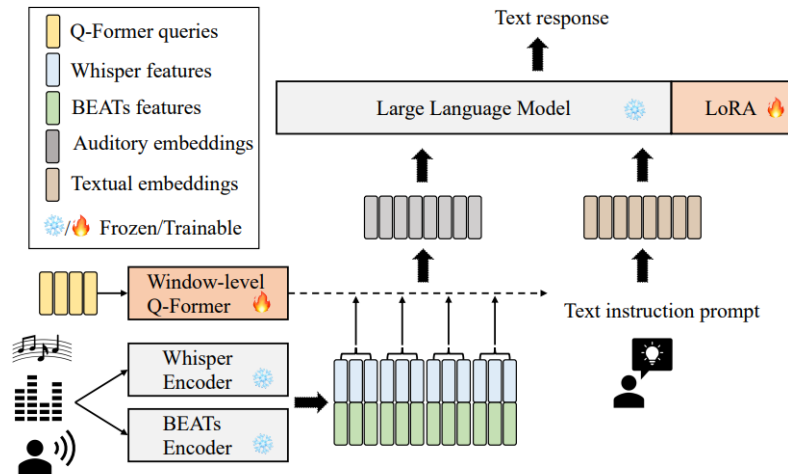 Text response
Q-Former queries
Whisper features
BEATs features
Auditory embeddings
Textual embeddings
/ Frozen/Trainable
Large Language Model
LoRA
Window-level
Q-Former
Text instruction prompt
Whisper
Encoder
BEATs
Encoder